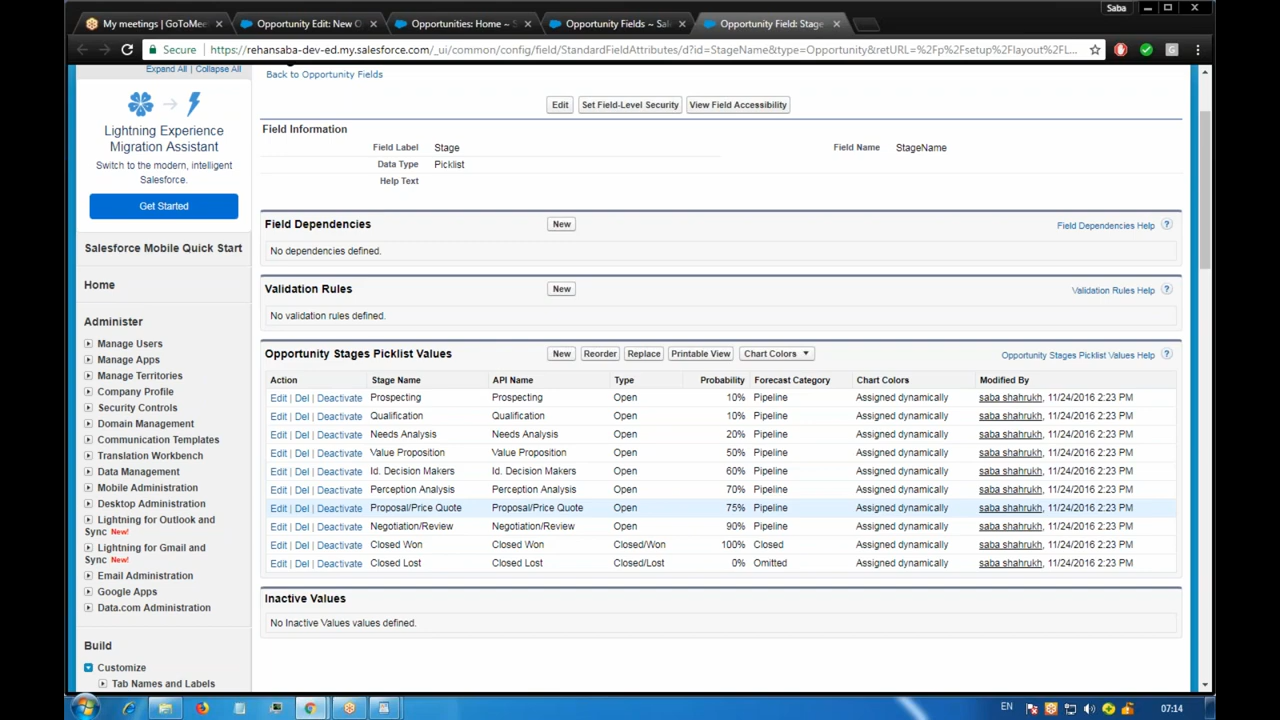 Saba
My meetings | GoToMee
Opportunity Edit: New O
Opportunities: Home ~ S
Opportunity Fields ~ Sal
Opportunity Field: Stage
Secure
https://rehansaba-dev-ed.my.salesforce.com/_ui/common/config/field/StandardFieldAttributes/d?id=StageName&type=Opportunity&retURL=%2Fp%2Fsetup%2Flayout%2FL...
Expand All | Collapse All
Lightning Experience
Migration Assistant
Switch to the modern, intelligent
Salesforce.
Get Started
Salesforce Mobile Quick Start
Home
Administer
Manage Users
Manage Apps
Manage Territories
Company Profile
Security Controls
Domain Management
Communication Templates
Translation Workbench
Data Management
Mobile Administration
Desktop Administration
Lightning for Outlook and
Sync New!
Lightning for Gmail and
Sync New!
Email Administration
Google Apps
Data.com Administration
Build
Customize
Tab Names and Labels
Back to Opportunity Fields
Edit Set Field-Level Security View Field Accessibility
Field Information
Field Label Stage Field Name StageName
Data Type Picklist
Help Text
Field Dependencies New Field Dependencies Help ?
No dependencies defined.
Validation Rules New Validation Rules Help ?
No validation rules defined.
Opportunity Stages Picklist Values New Reorder Replace Printable View Chart Colors Opportunity Stages Picklist Values Help ?
Action Stage Name API Name Type Probability Forecast Category Chart Colors Modified By
Edit | Del | Deactivate Prospecting Prospecting Open 10% Pipeline Assigned dynamically saba shahrukh, 11/24/2016 2:23 PM
Edit | Del | Deactivate Qualification Qualification Open 10% Pipeline Assigned dynamically saba shahrukh, 11/24/2016 2:23 PM
Edit | Del | Deactivate Needs Analysis Needs Analysis Open 20% Pipeline Assigned dynamically saba shahrukh, 11/24/2016 2:23 PM
Edit | Del | Deactivate Value Proposition Value Proposition Open 50% Pipeline Assigned dynamically saba shahrukh, 11/24/2016 2:23 PM
Edit | Del | Deactivate Id. Decision Makers Id. Decision Makers Open 60% Pipeline Assigned dynamically saba shahrukh, 11/24/2016 2:23 PM
Edit | Del | Deactivate Perception Analysis Perception Analysis Open 70% Pipeline Assigned dynamically saba shahrukh, 11/24/2016 2:23 PM
Edit | Del | Deactivate Proposal/Price Quote Proposal/Price Quote Open 75% Pipeline Assigned dynamically saba shahrukh, 11/24/2016 2:23 PM
Edit | Del | Deactivate Negotiation/Review Negotiation/Review Open 90% Pipeline Assigned dynamically saba shahrukh, 11/24/2016 2:23 PM
Edit | Del | Deactivate Closed Won Closed Won Closed/Won 100% Closed Assigned dynamically saba shahrukh, 11/24/2016 2:23 PM
Edit | Del | Deactivate Closed Lost Closed Lost Closed/Lost 0% Omitted Assigned dynamically saba shahrukh, 11/24/2016 2:23 PM
Inactive Values
No Inactive Values values defined.
EN
07:14